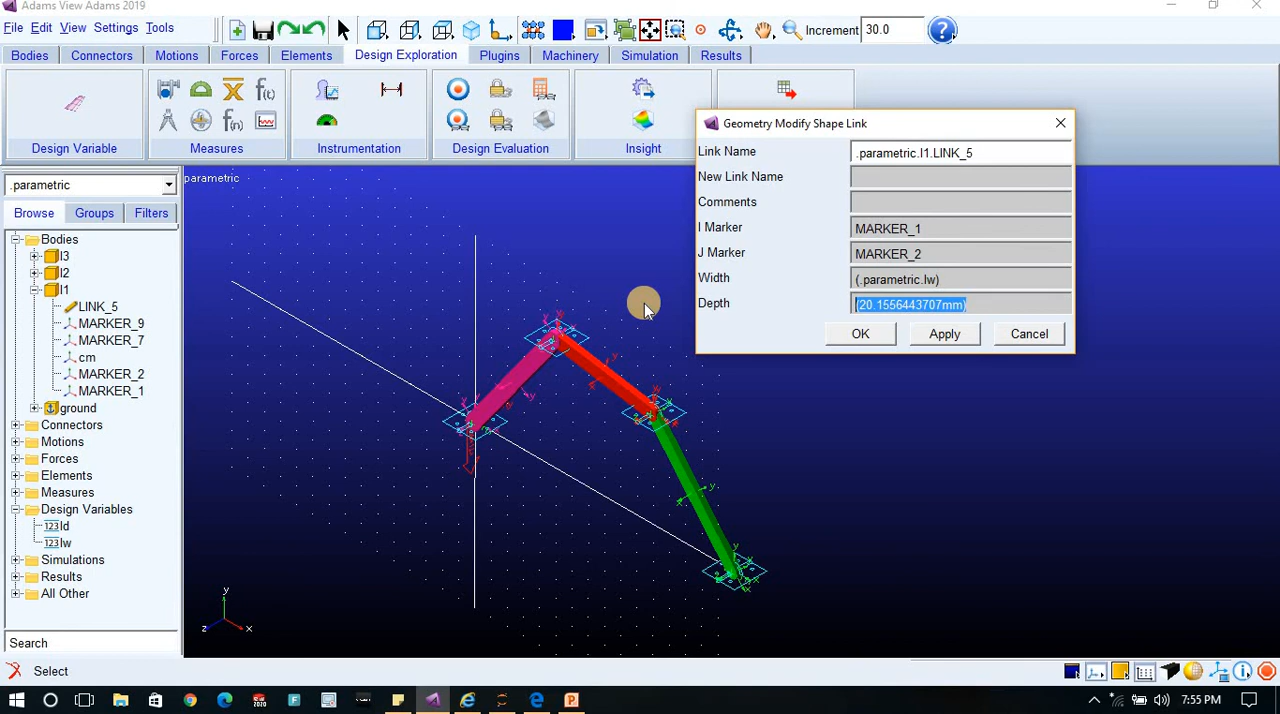 Adams View Adams 2019
File Edit View Settings Tools
Increment 30.0
Bodies Connectors Motions Forces Elements Design Exploration Plugins Machinery Simulation Results
f(t)
f(n)
Design Variable Measures Instrumentation Design Evaluation Insight
.parametric
Browse Groups Filters
Bodies
l3
l2
l1
LINK_5
MARKER_9
MARKER_7
cm
MARKER_2
MARKER_1
ground
Connectors
Motions
Forces
Elements
Measures
Design Variables
123 ld
123 lw
Simulations
Results
All Other
Search
parametric
y
z
x
Geometry Modify Shape Link
Link Name .parametric.l1.LINK_5
New Link Name
Comments
I Marker MARKER_1
J Marker MARKER_2
Width (.parametric.lw)
Depth (20.1556443707mm)
OK Apply Cancel
Select
7:55 PM